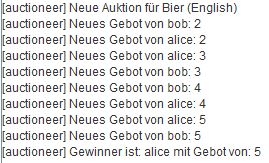 [auctioneer] Neue Auktion für Bier (English)
[auctioneer] Neues Gebot von bob: 2
[auctioneer] Neues Gebot von alice: 2
[auctioneer] Neues Gebot von alice: 3
[auctioneer] Neues Gebot von bob: 3
[auctioneer] Neues Gebot von bob: 4
[auctioneer] Neues Gebot von alice: 4
[auctioneer] Neues Gebot von alice: 5
[auctioneer] Neues Gebot von bob: 5
[auctioneer] Gewinner ist: alice mit Gebot von: 5